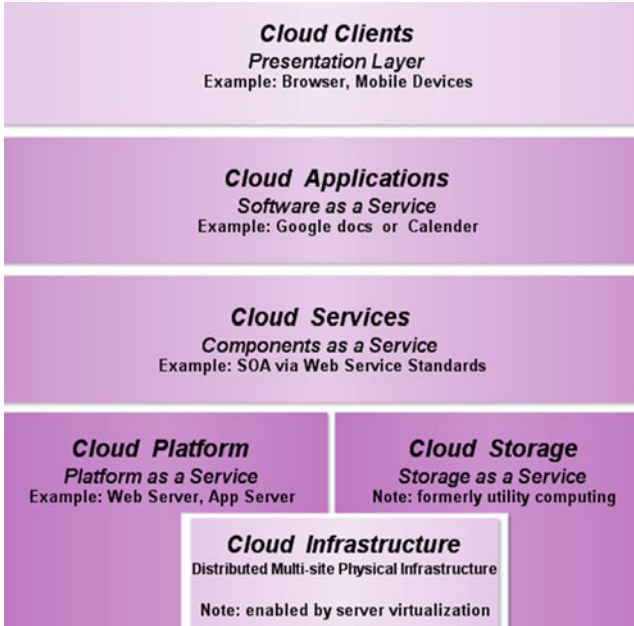 Cloud Clients
Presentation Layer
Example: Browser, Mobile Devices
Cloud Applications
Software as a Service
Example: Google docs or Calender
Cloud Services
Components as a Service
Example: SOA via Web Service Standards
Cloud Platform
Platform as a Service
Example: Web Server, App Server
Cloud Storage
Storage as a Service
Note: formerly utility computing
Cloud Infrastructure
Distributed Multi-site Physical Infrastructure
Note: enabled by server virtualization